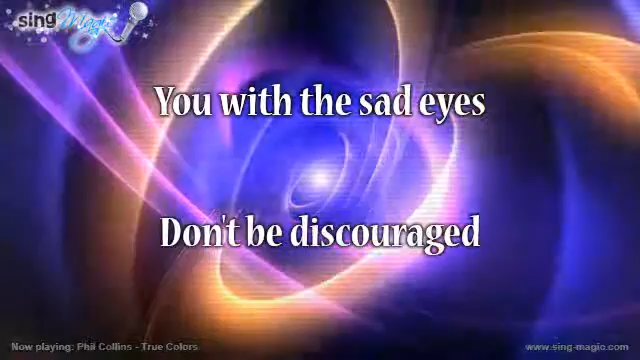 sing Magic
You with the sad eyes
Don't be discouraged
Now playing: Phil Collins - True Colors
www.sing-magic.com